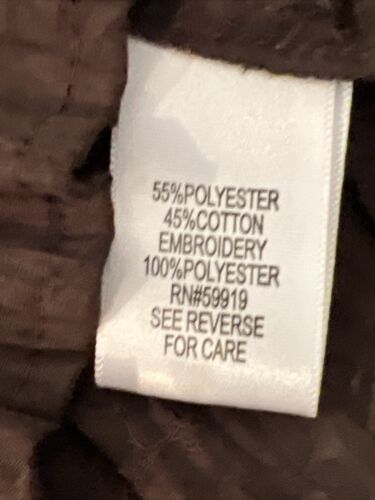 55%POLYESTER
45%COTTON
EMBROIDERY
100%POLYESTER
RN#59919
SEE REVERSE
FOR CARE